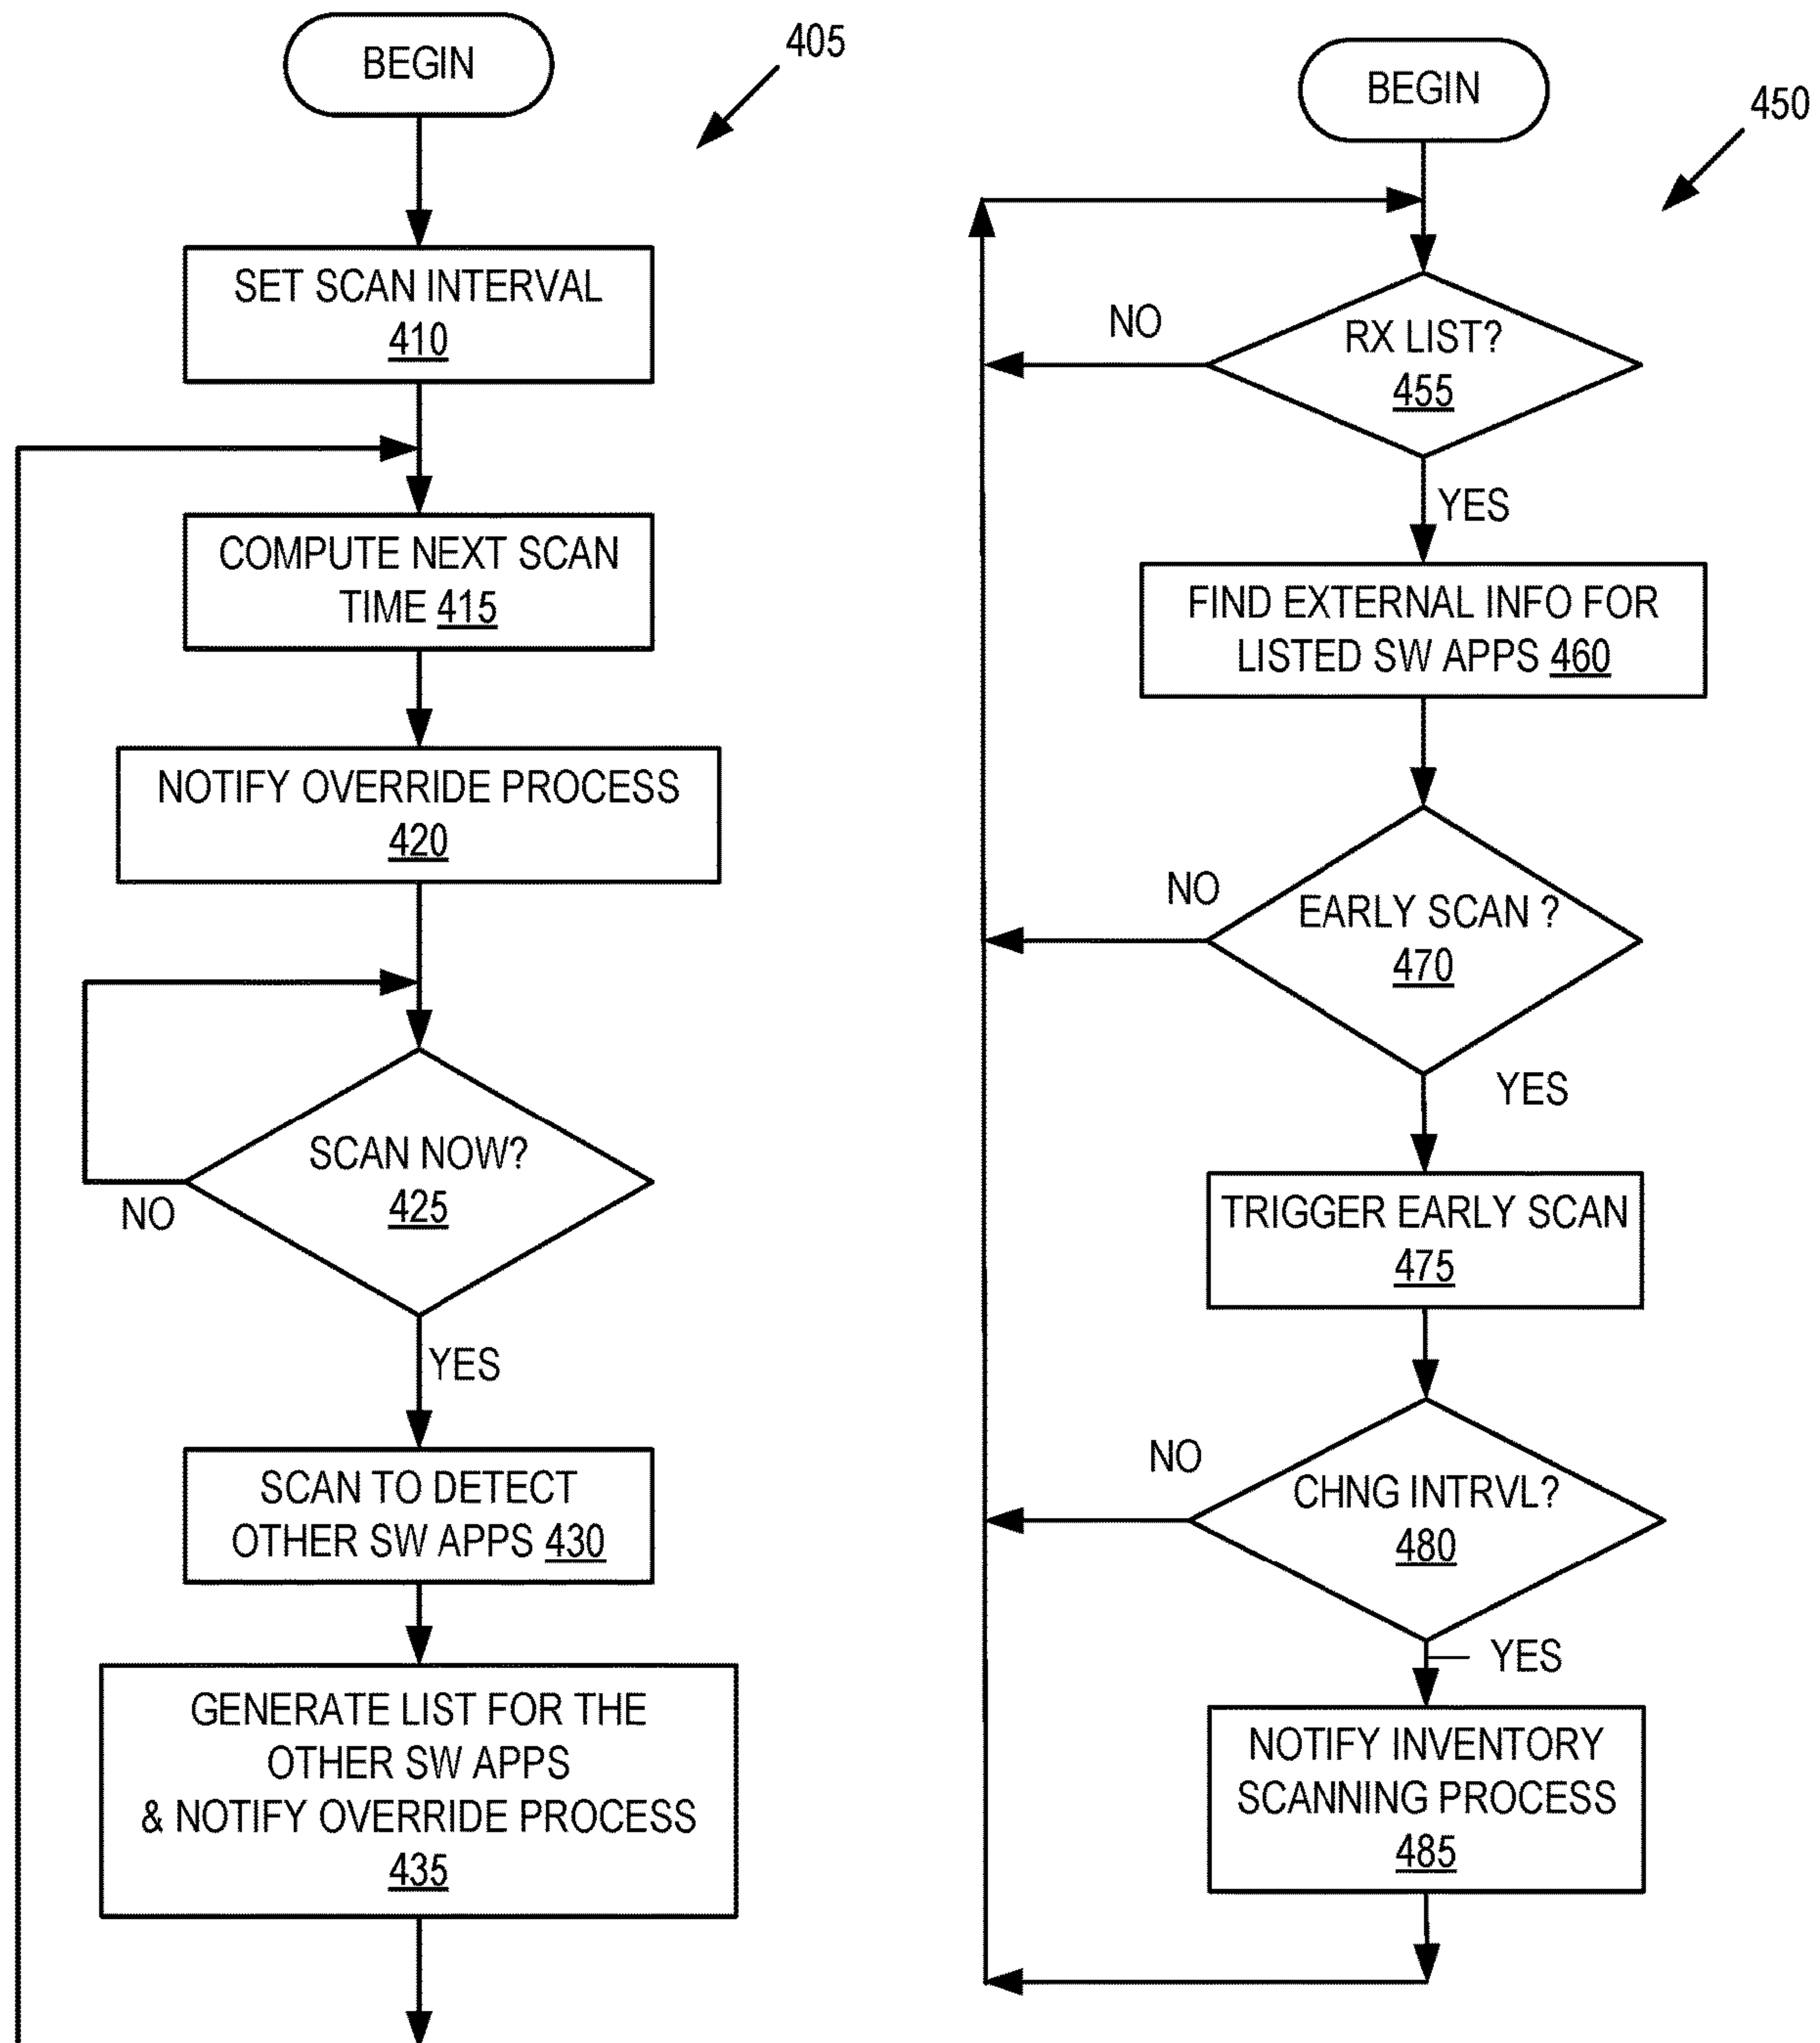 BEGIN
405
SET SCAN INTERVAL
410
COMPUTE NEXT SCAN
TIME 415
NOTIFY OVERRIDE PROCESS
420
SCAN NOW?
425
NO
YES
SCAN TO DETECT
OTHER SW APPS 430
GENERATE LIST FOR THE
OTHER SW APPS
& NOTIFY OVERRIDE PROCESS
435
BEGIN
450
RX LIST?
455
NO
YES
FIND EXTERNAL INFO FOR
LISTED SW APPS 460
EARLY SCAN ?
470
NO
YES
TRIGGER EARLY SCAN
475
CHNG INTRVL?
480
NO
YES
NOTIFY INVENTORY
SCANNING PROCESS
485